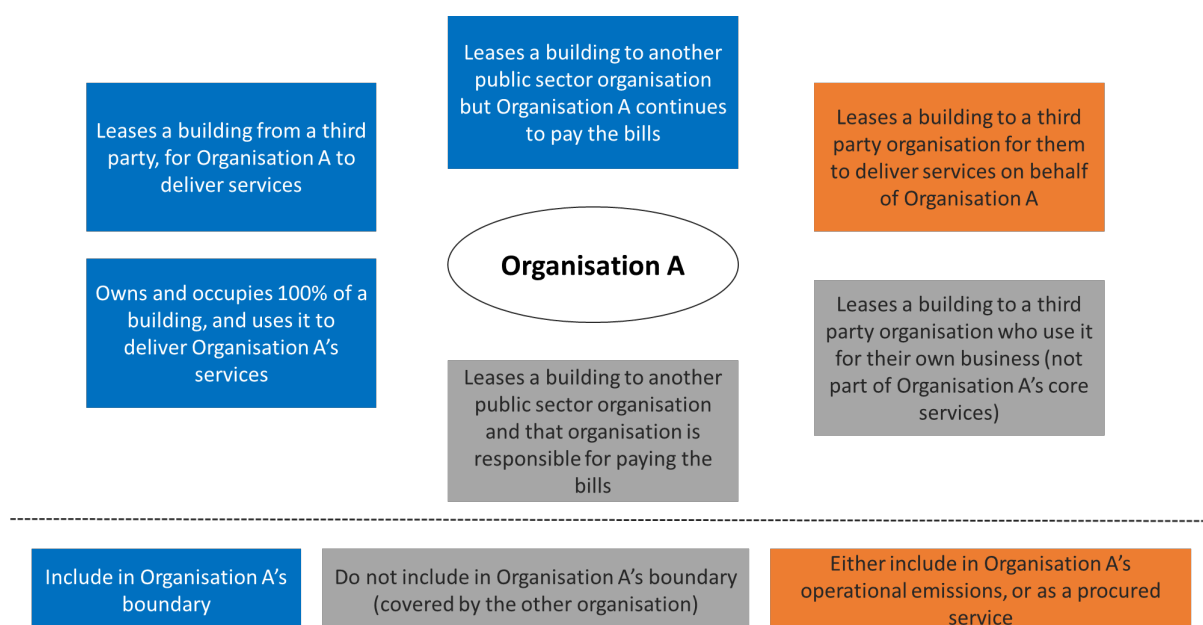 Leases a building to another
public sector organisation
but Organisation A continues
to pay the bills
Leases a building from a third
party, for Organisation A to
deliver services
Leases a building to a third
party organisation for them
to deliver services on behalf
of Organisation A
Organisation A
Owns and occupies 100% of a
building, and uses it to
deliver Organisation A's
services
Leases a building to a third
party organisation who use it
for their own business (not
part of Organisation A's core
services)
Leases a building to another
public sector organisation
and that organisation is
responsible for paying the
bills
Include in Organisation A's
boundary
Do not include in Organisation A's boundary
(covered by the other organisation)
Either include in Organisation A's
operational emissions, or as a procured
service